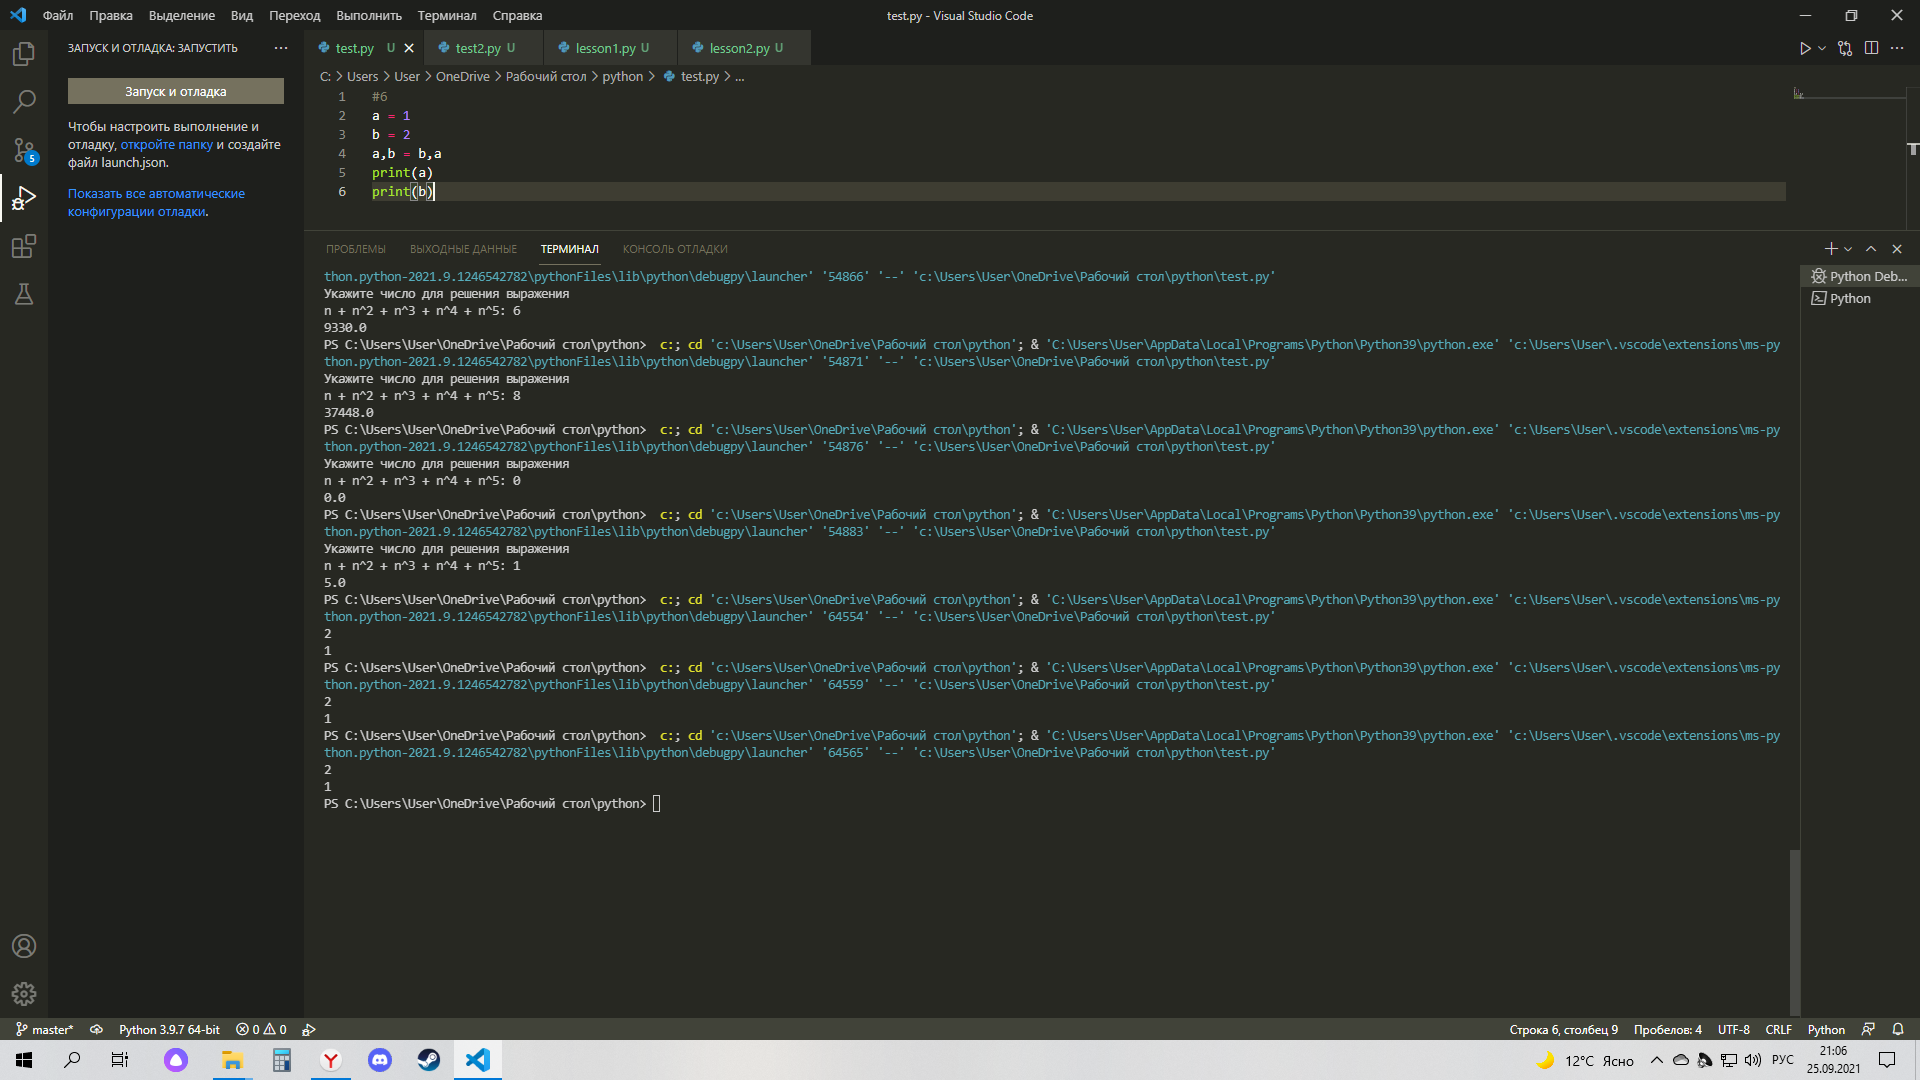 Файл Правка Выделение Вид Переход Выполнить Терминал Справка
test.py - Visual Studio Code
ЗАПУСК И ОТЛАДКА: ЗАПУСТИТЬ
test.py U
test2.py U
lesson1.py U
lesson2.py U
C: > Users > User > OneDrive > Рабочий стол > python > test.py > ...
Запуск и отладка
Чтобы настроить выполнение и
отладку, откройте папку и создайте
файл launch.json.
Показать все автоматические
конфигурации отладки.
5
1 #6
2 a = 1
3 b = 2
4 a,b = b,a
5 print(a)
6 print(b)
ПРОБЛЕМЫ ВЫХОДНЫЕ ДАННЫЕ ТЕРМИНАЛ КОНСОЛЬ ОТЛАДКИ
Python Deb...
Python
thon.python-2021.9.1246542782\pythonFiles\lib\python\debugpy\launcher' '54866' '--' 'c:\Users\User\OneDrive\Рабочий стол\python\test.py'
Укажите число для решения выражения
n + n^2 + n^3 + n^4 + n^5: 6
9330.0
PS C:\Users\User\OneDrive\Рабочий стол\python>  c:; cd 'c:\Users\User\OneDrive\Рабочий стол\python'; & 'C:\Users\User\AppData\Local\Programs\Python\Python39\python.exe' 'c:\Users\User\.vscode\extensions\ms-py
thon.python-2021.9.1246542782\pythonFiles\lib\python\debugpy\launcher' '54871' '--' 'c:\Users\User\OneDrive\Рабочий стол\python\test.py'
Укажите число для решения выражения
n + n^2 + n^3 + n^4 + n^5: 8
37448.0
PS C:\Users\User\OneDrive\Рабочий стол\python>  c:; cd 'c:\Users\User\OneDrive\Рабочий стол\python'; & 'C:\Users\User\AppData\Local\Programs\Python\Python39\python.exe' 'c:\Users\User\.vscode\extensions\ms-py
thon.python-2021.9.1246542782\pythonFiles\lib\python\debugpy\launcher' '54876' '--' 'c:\Users\User\OneDrive\Рабочий стол\python\test.py'
Укажите число для решения выражения
n + n^2 + n^3 + n^4 + n^5: 0
0.0
PS C:\Users\User\OneDrive\Рабочий стол\python>  c:; cd 'c:\Users\User\OneDrive\Рабочий стол\python'; & 'C:\Users\User\AppData\Local\Programs\Python\Python39\python.exe' 'c:\Users\User\.vscode\extensions\ms-py
thon.python-2021.9.1246542782\pythonFiles\lib\python\debugpy\launcher' '54883' '--' 'c:\Users\User\OneDrive\Рабочий стол\python\test.py'
Укажите число для решения выражения
n + n^2 + n^3 + n^4 + n^5: 1
5.0
PS C:\Users\User\OneDrive\Рабочий стол\python>  c:; cd 'c:\Users\User\OneDrive\Рабочий стол\python'; & 'C:\Users\User\AppData\Local\Programs\Python\Python39\python.exe' 'c:\Users\User\.vscode\extensions\ms-py
thon.python-2021.9.1246542782\pythonFiles\lib\python\debugpy\launcher' '64554' '--' 'c:\Users\User\OneDrive\Рабочий стол\python\test.py'
2
1
PS C:\Users\User\OneDrive\Рабочий стол\python>  c:; cd 'c:\Users\User\OneDrive\Рабочий стол\python'; & 'C:\Users\User\AppData\Local\Programs\Python\Python39\python.exe' 'c:\Users\User\.vscode\extensions\ms-py
thon.python-2021.9.1246542782\pythonFiles\lib\python\debugpy\launcher' '64559' '--' 'c:\Users\User\OneDrive\Рабочий стол\python\test.py'
2
1
PS C:\Users\User\OneDrive\Рабочий стол\python>  c:; cd 'c:\Users\User\OneDrive\Рабочий стол\python'; & 'C:\Users\User\AppData\Local\Programs\Python\Python39\python.exe' 'c:\Users\User\.vscode\extensions\ms-py
thon.python-2021.9.1246542782\pythonFiles\lib\python\debugpy\launcher' '64565' '--' 'c:\Users\User\OneDrive\Рабочий стол\python\test.py'
2
1
PS C:\Users\User\OneDrive\Рабочий стол\python>
master* Python 3.9.7 64-bit 0 0
Строка 6, столбец 9 Пробелов: 4 UTF-8 CRLF Python
12°C Ясно РУС 21:06
25.09.2021